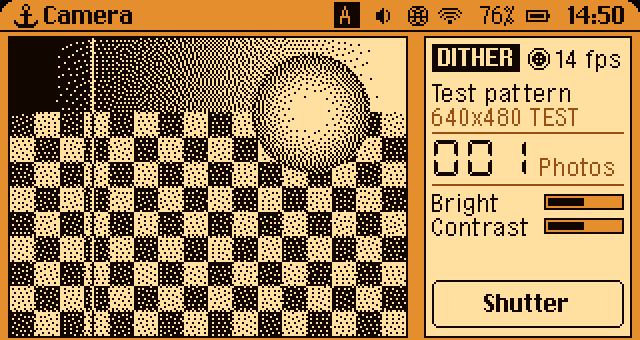 Camera A 76% 14:50
DITHER 14 fps
Test pattern
640x480 TEST
001 Photos
Bright
Contrast
Shutter